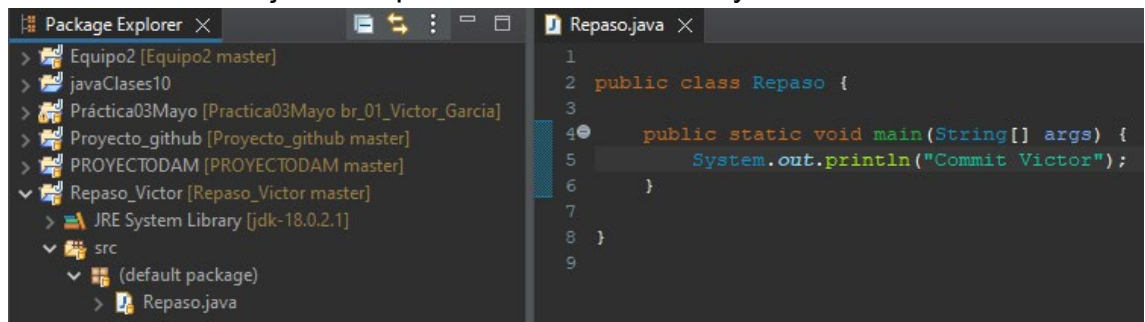 Package Explorer
Equipo2 [Equipo2 master]
javaClases10
Práctica03Mayo [Practica03Mayo br_01_Victor_Garcia]
Proyecto_github [Proyecto_github master]
PROYECTODAM [PROYECTODAM master]
Repaso_Victor [Repaso_Victor master]
JRE System Library [jdk-18.0.2.1]
src
(default package)
Repaso.java
Repaso.java
1
2 public class Repaso {
3
4 public static void main(String[] args) {
5 System.out.println("Commit Victor");
6 }
7
8 }
9